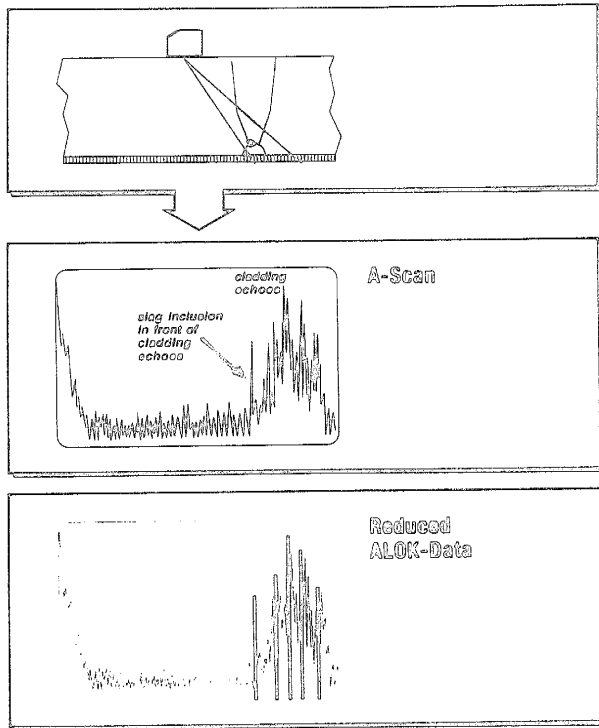 cladding
echoes
A-Scan
slag inclusion
in front of
cladding
echoes
Reduced
ALOK-Data